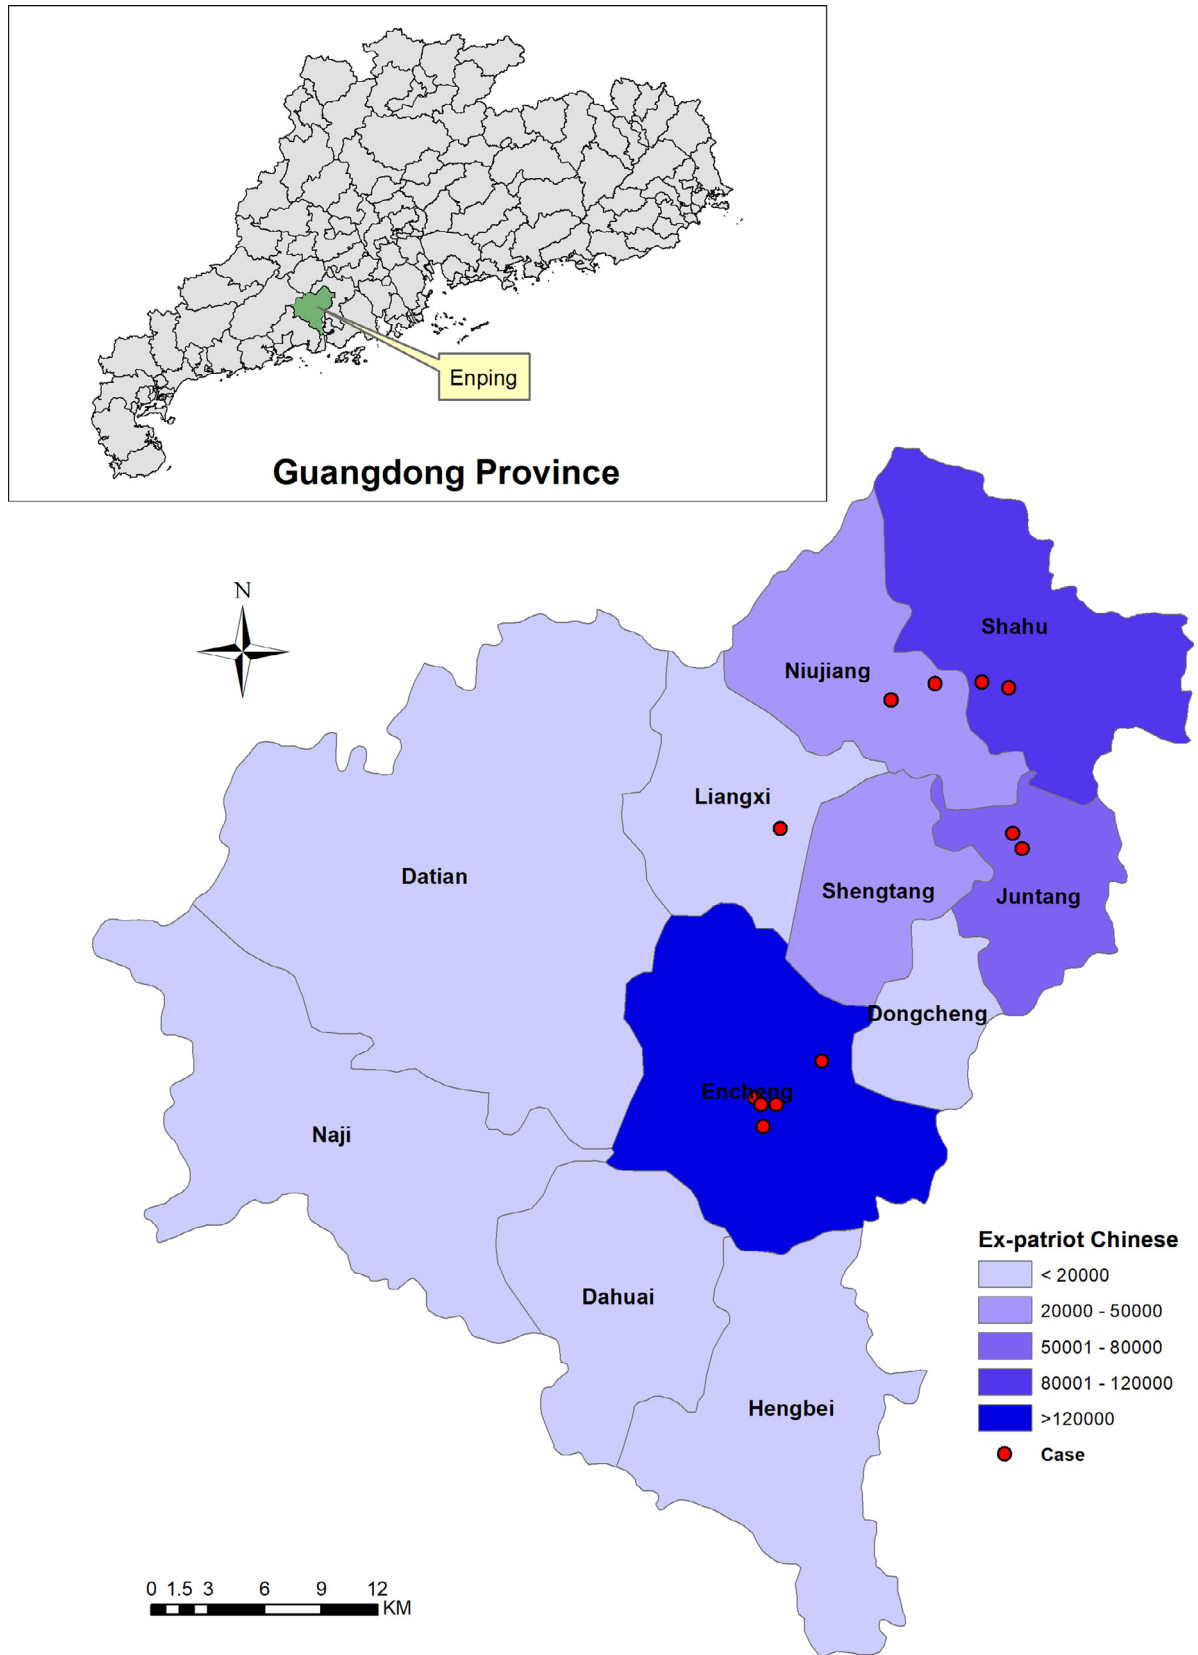 Enping
Guangdong Province
N
Shahu
Niujiang
Liangxi
Datian
Shengtang
Juntang
Dongcheng
Encheng
Naji
Ex-patriot Chinese
< 20000
20000 - 50000
50001 - 80000
80001 - 120000
>120000
Case
Dahuai
Hengbei
0 1.5 3 6 9 12
KM